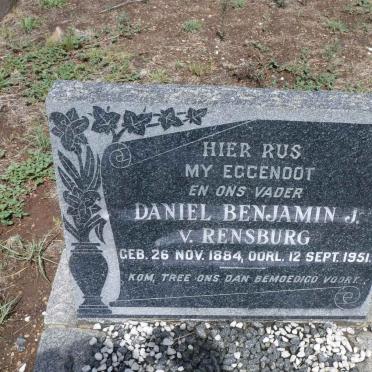 HIER RUS
MY EGGENOOT
EN ONS VADER
DANIEL BENJAMIN J.
V. RENSBURG
GEB. 26 NOV. 1884, OORL. 12 SEPT. 1951.
KOM, TREE ONS DAN BEMOEDIGD VOORT.